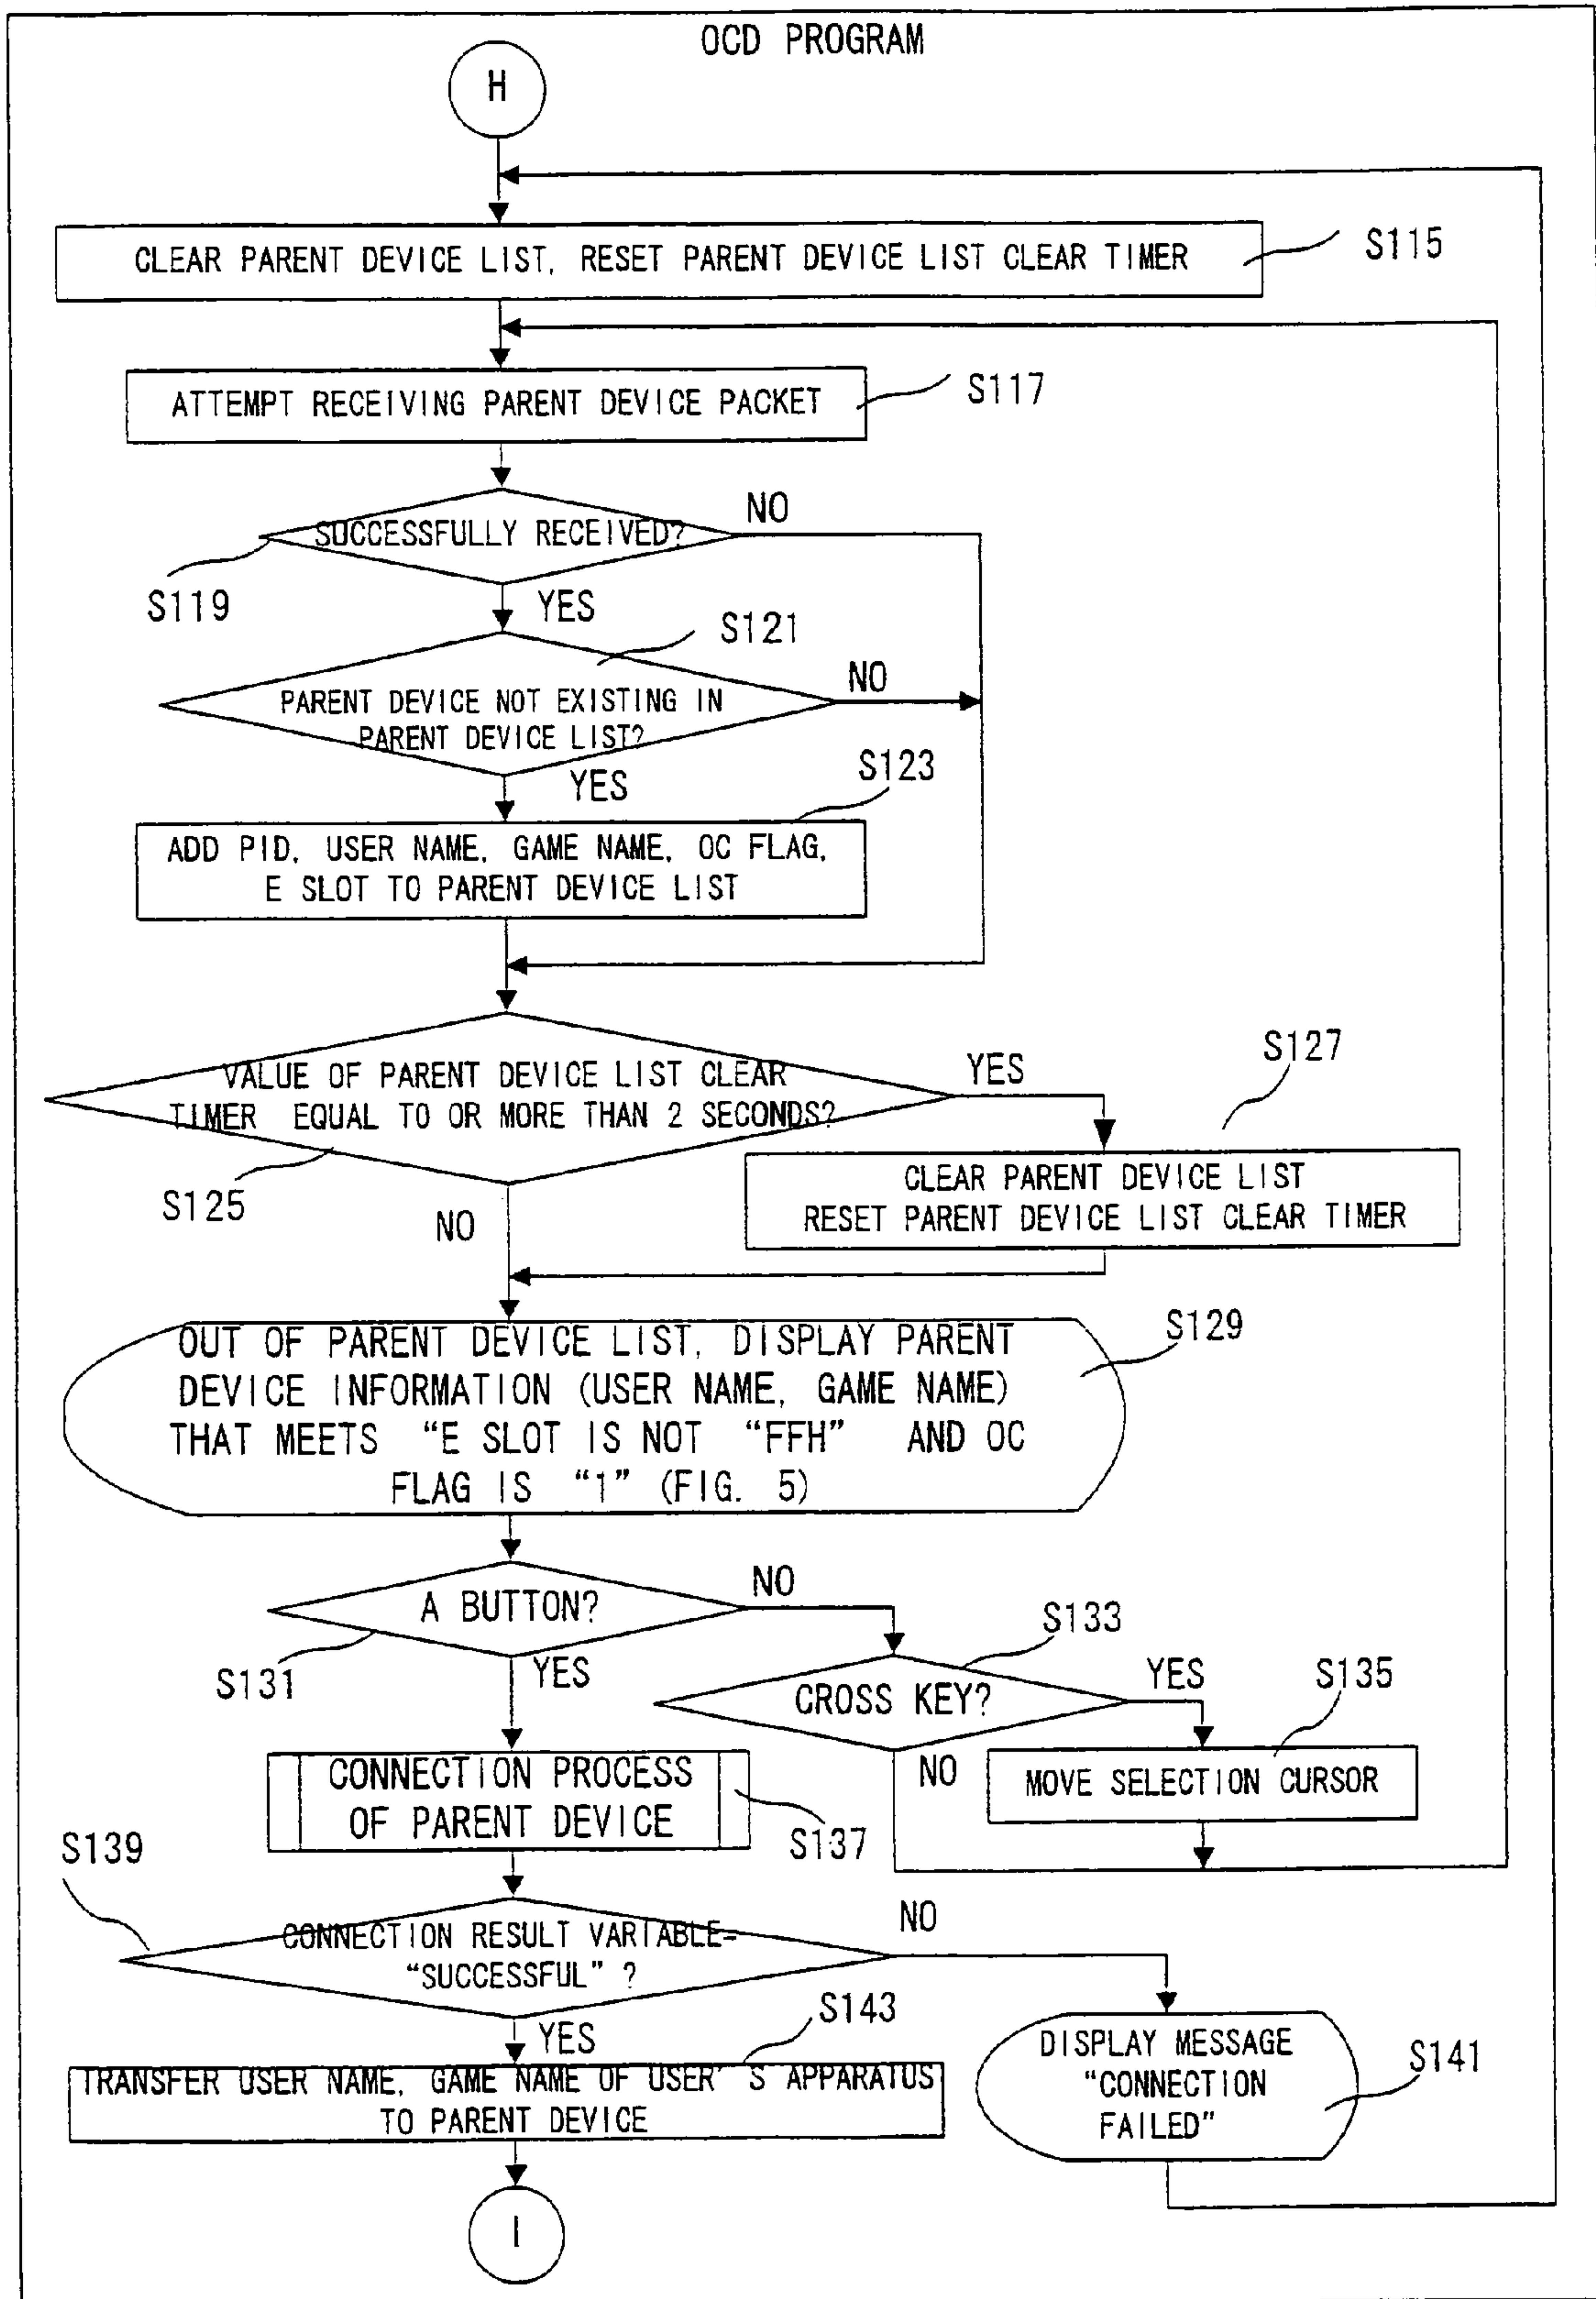 OCD PROGRAM
H
CLEAR PARENT DEVICE LIST, RESET PARENT DEVICE LIST CLEAR TIMER
S115
ATTEMPT RECEIVING PARENT DEVICE PACKET
S117
SUCCESSFULLY RECEIVED?
NO
S119
YES
S121
PARENT DEVICE NOT EXISTING IN
PARENT DEVICE LIST?
NO
YES
S123
ADD PID, USER NAME, GAME NAME, OC FLAG,
E SLOT TO PARENT DEVICE LIST
VALUE OF PARENT DEVICE LIST CLEAR
TIMER EQUAL TO OR MORE THAN 2 SECONDS?
YES
S127
S125
NO
CLEAR PARENT DEVICE LIST
RESET PARENT DEVICE LIST CLEAR TIMER
OUT OF PARENT DEVICE LIST, DISPLAY PARENT
DEVICE INFORMATION (USER NAME, GAME NAME)
THAT MEETS “E SLOT IS NOT “FFH” AND OC
FLAG IS “1” (FIG. 5)
S129
A BUTTON?
NO
S131
YES
S133
CROSS KEY?
YES
S135
NO
MOVE SELECTION CURSOR
CONNECTION PROCESS
OF PARENT DEVICE
S137
S139
CONNECTION RESULT VARIABLE=
“SUCCESSFUL” ?
NO
YES
S143
TRANSFER USER NAME, GAME NAME OF USER’ S APPARATUS
TO PARENT DEVICE
DISPLAY MESSAGE
“CONNECTION
FAILED”
S141
I